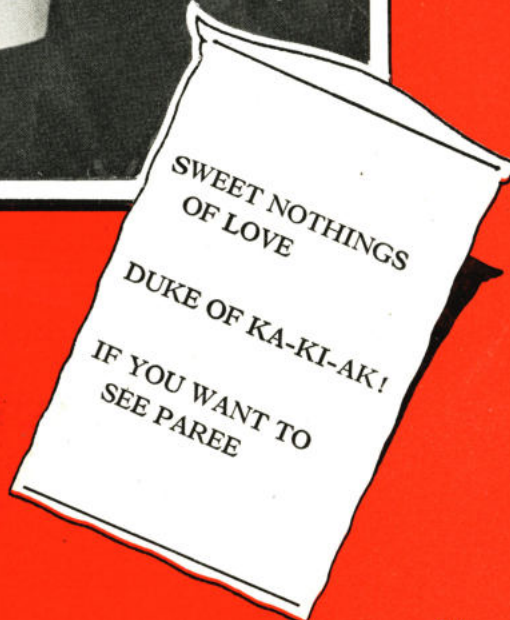 SWEET NOTHINGS
OF LOVE
DUKE OF KA-KI-AK!
IF YOU WANT TO
SEE PAREE